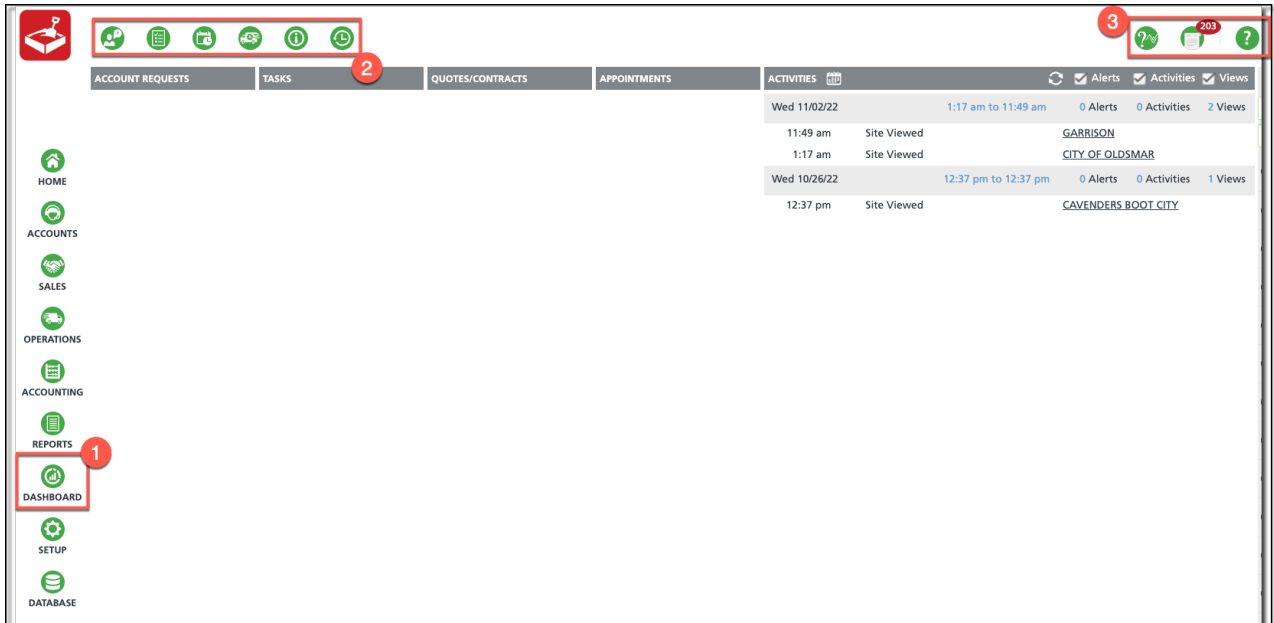 3
203
2
ACCOUNT REQUESTS TASKS QUOTES/CONTRACTS APPOINTMENTS ACTIVITIES Alerts Activities Views
Wed 11/02/22 1:17 am to 11:49 am 0 Alerts 0 Activities 2 Views
11:49 am Site Viewed GARRISON
1:17 am Site Viewed CITY OF OLDSMAR
Wed 10/26/22 12:37 pm to 12:37 pm 0 Alerts 0 Activities 1 Views
12:37 pm Site Viewed CAVENDERS BOOT CITY
HOME
ACCOUNTS
SALES
OPERATIONS
ACCOUNTING
REPORTS
1
DASHBOARD
SETUP
DATABASE